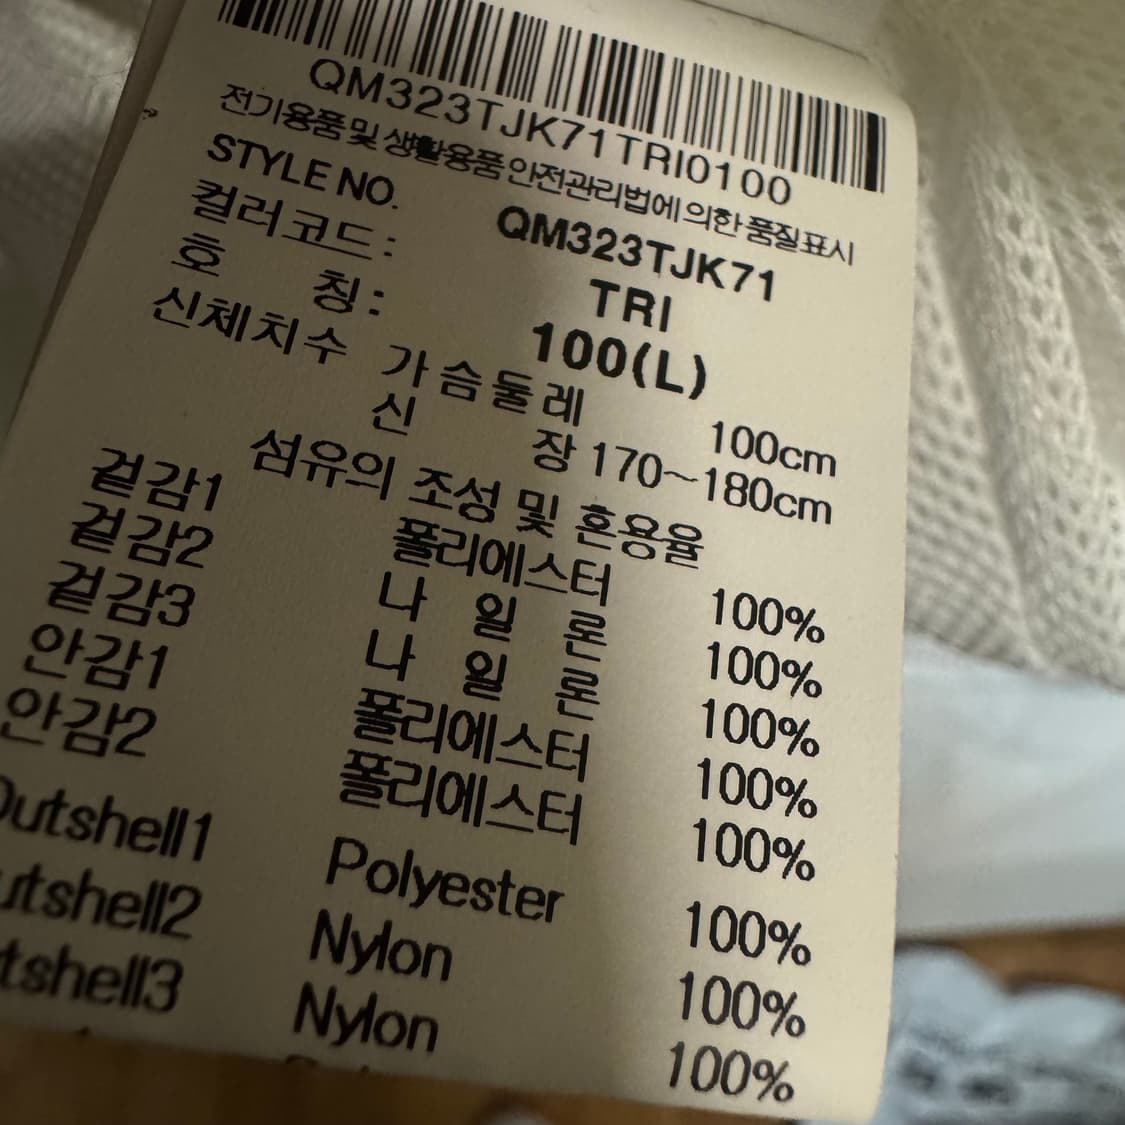 QM323TJK71TRI0100
전기용품 및 생활용품 안전관리법에 의한 품질표시
STYLE NO. QM323TJK71
컬러코드 : TRI
호 칭 : 100(L)
신체치수 가슴둘레 100cm
신 장 170~180cm
섬유의 조성 및 혼용율
겉감1 폴리에스터 100%
겉감2 나 일 론 100%
겉감3 나 일 론 100%
안감1 폴리에스터 100%
안감2 폴리에스터 100%
Outshell1 Polyester 100%
utshell2 Nylon 100%
tshell3 Nylon 100%